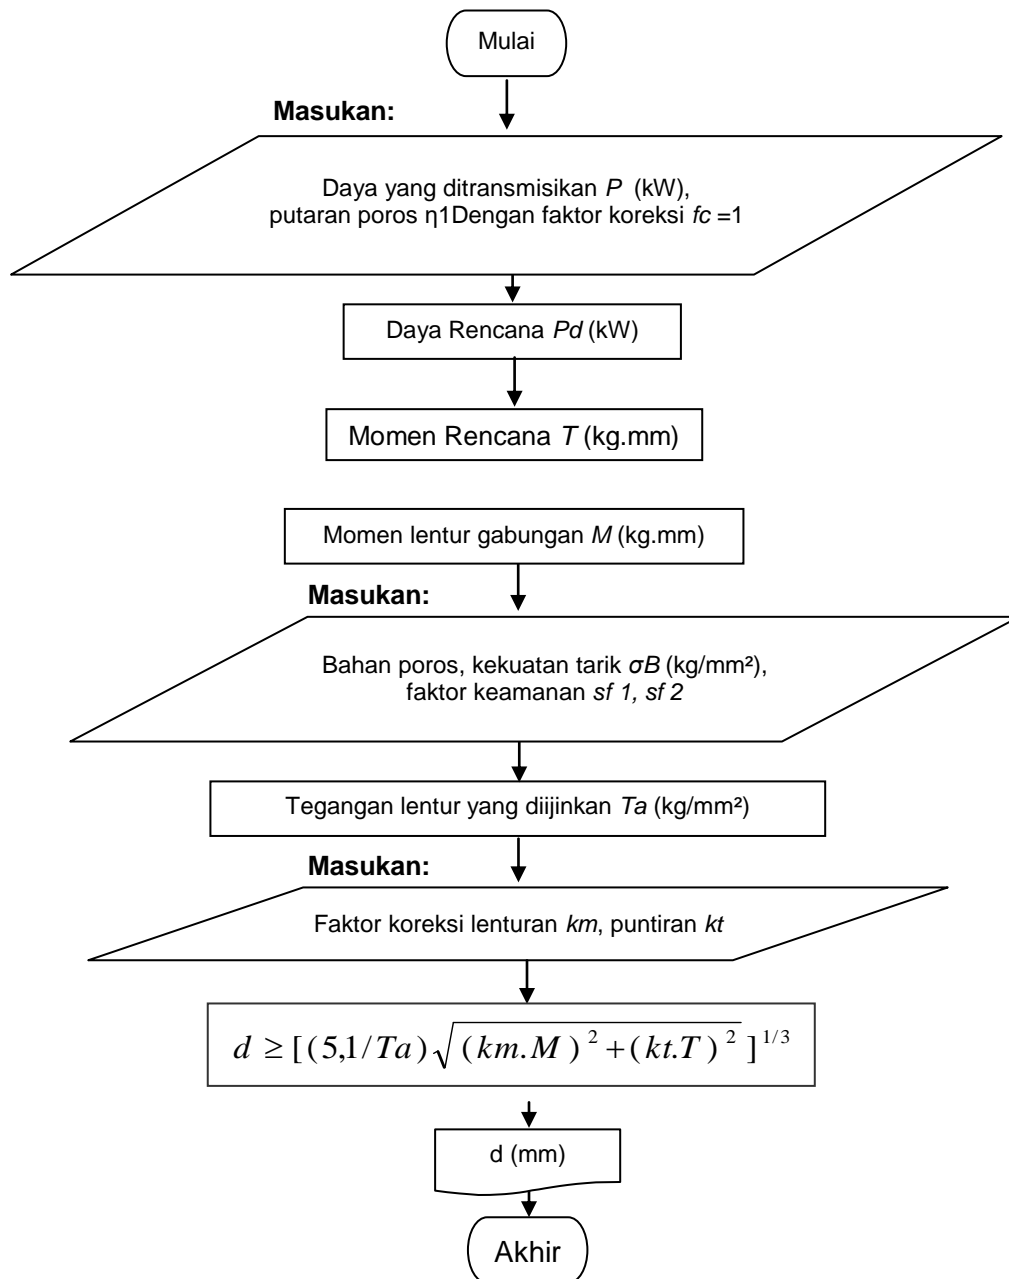 Mulai
Masukan:
Daya yang ditransmisikan P (kW),
putaran poros η1Dengan faktor koreksi fc =1
Daya Rencana Pd (kW)
Momen Rencana T (kg.mm)
Momen lentur gabungan M (kg.mm)
Masukan:
Bahan poros, kekuatan tarik σB (kg/mm²),
faktor keamanan sf 1, sf 2
Tegangan lentur yang diijinkan Ta (kg/mm²)
Masukan:
Faktor koreksi lenturan km, puntiran kt
d ≥ [(5,1/Ta)√((km.M)² + (kt.T)²)]^1/3
d (mm)
Akhir